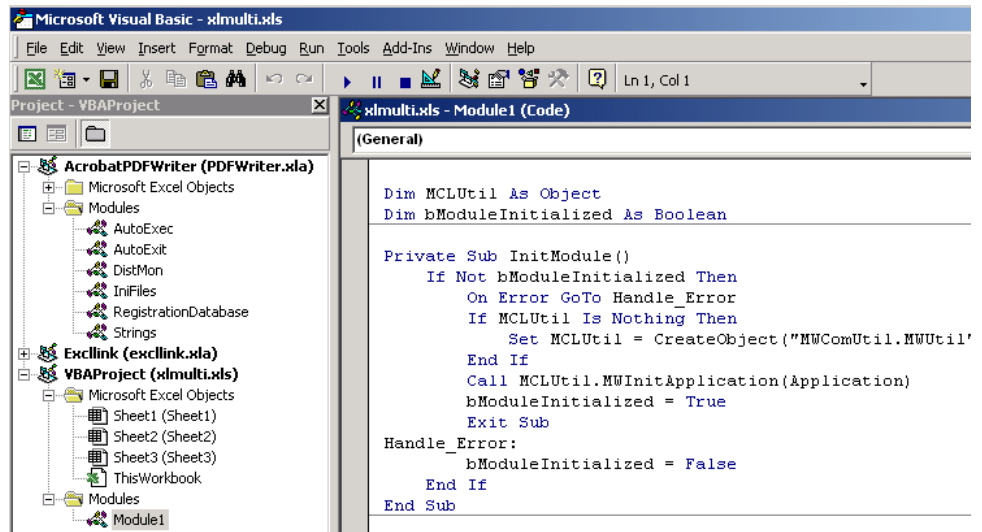 Microsoft Visual Basic - xlmulti.xls
File Edit View Insert Format Debug Run Tools Add-Ins Window Help
Ln 1, Col 1
Project - VBAProject
AcrobatPDFWriter (PDFWriter.xla)
Microsoft Excel Objects
Modules
AutoExec
AutoExit
DistMon
IniFiles
RegistrationDatabase
Strings
Excllink (excllink.xla)
VBAProject (xlmulti.xls)
Microsoft Excel Objects
Sheet1 (Sheet1)
Sheet2 (Sheet2)
Sheet3 (Sheet3)
ThisWorkbook
Modules
Module1
xlmulti.xls - Module1 (Code)
(General)
Dim MCLUtil As Object
Dim bModuleInitialized As Boolean
Private Sub InitModule()
If Not bModuleInitialized Then
On Error GoTo Handle_Error
If MCLUtil Is Nothing Then
Set MCLUtil = CreateObject("MWComUtil.MWUtil"
End If
Call MCLUtil.MWInitApplication(Application)
bModuleInitialized = True
Exit Sub
Handle_Error:
bModuleInitialized = False
End If
End Sub